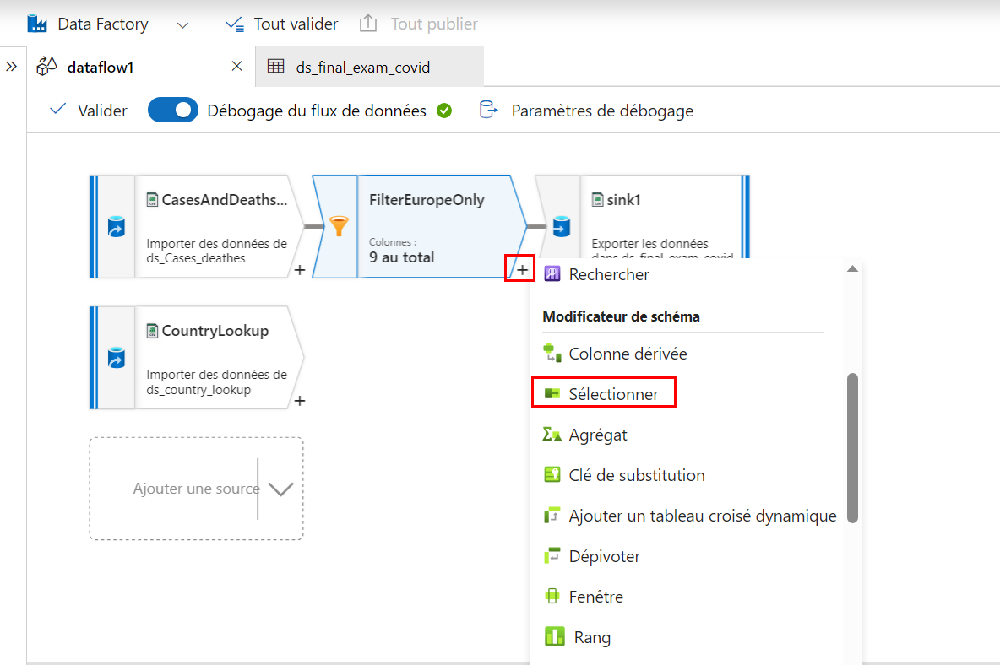 Data Factory
Tout valider
Tout publier
dataflow1
ds_final_exam_covid
Valider
Débogage du flux de données
Paramètres de débogage
CasesAndDeaths...
Importer des données de
ds_Cases_deathes
FilterEuropeOnly
Colonnes :
9 au total
sink1
Exporter les données
dans ds_final_exam_covid
CountryLookup
Importer des données de
ds_country_lookup
Ajouter une source
Rechercher
Modificateur de schéma
Colonne dérivée
Sélectionner
Agrégat
Clé de substitution
Ajouter un tableau croisé dynamique
Dépivoter
Fenêtre
Rang